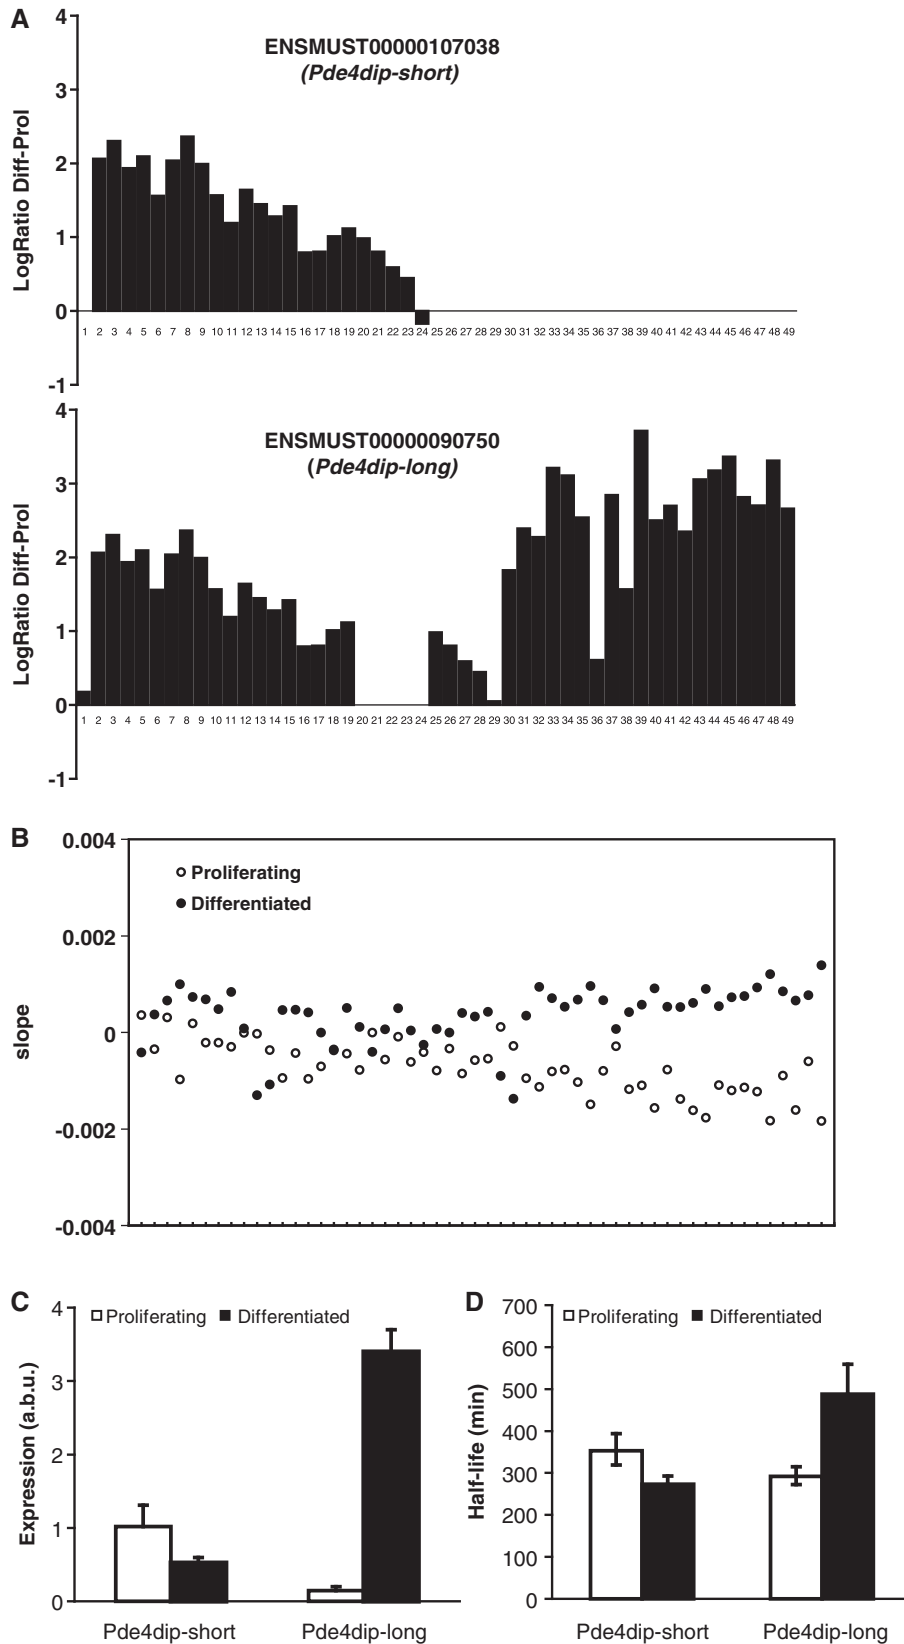 A
ENSMUST00000107038
(Pde4dip-short)
LogRatio Diff-Prol
4
3
2
1
0
-1
1 2 3 4 5 6 7 8 9 10 11 12 13 14 15 16 17 18 19 20 21 22 23 24 25 26 27 28 29 30 31 32 33 34 35 36 37 38 39 40 41 42 43 44 45 46 47 48 49
ENSMUST00000090750
(Pde4dip-long)
LogRatio Diff-Prol
4
3
2
1
0
-1
1 2 3 4 5 6 7 8 9 10 11 12 13 14 15 16 17 18 19 20 21 22 23 24 25 26 27 28 29 30 31 32 33 34 35 36 37 38 39 40 41 42 43 44 45 46 47 48 49
B
slope
0.004
0.002
0
-0.002
-0.004
Proliferating
Differentiated
C
Expression (a.b.u.)
4
3
2
1
0
Proliferating Differentiated
Pde4dip-short Pde4dip-long
D
Half-life (min)
700
600
500
400
300
200
100
0
Proliferating Differentiated
Pde4dip-short Pde4dip-long